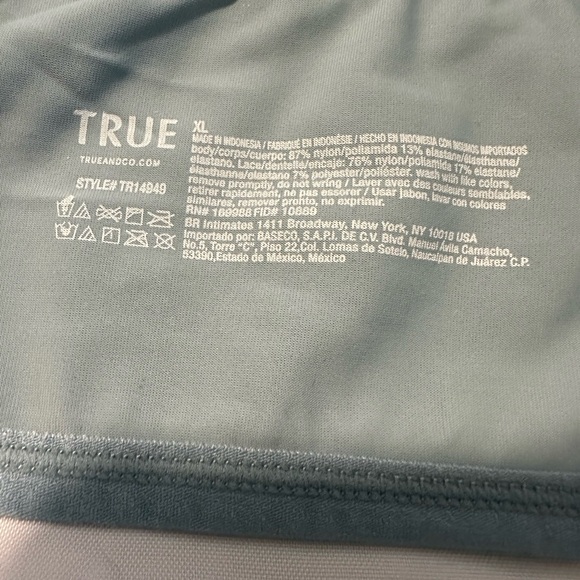 TRUE
TRUEANDCO.COM
STYLE# TR14949
XL
MADE IN INDONESIA / FABRIQUÉ EN INDONÉSIE / HECHO EN INDONESIA CON INSUMOS IMPORTADOS
body/corps/cuerpo: 87% nylon/poliamida 13% elastane/élasthanne/
elastano. Lace/dentelle/encaje: 76% nylon/poliamida 17% elastane/
élasthanne/elastano 7% polyester/poliéster. wash with like colors,
remove promptly, do not wring / Laver avec des couleurs semblables,
retirer rapidement, ne pas essorer / Usar jabon, lavar con colores
similares, remover pronto, no exprimir.
RN# 169988 FID# 10869
BR Intimates 1411 Broadway, New York, NY 10018 USA
Importado por: BASECO, S.A.P.I. DE C.V. Blvd. Manuel Ávila Camacho,
No.5, Torre "C", Piso 22,Col. Lomas de Sotelo, Naucalpan de Juárez C.P.
53390,Estado de México, México